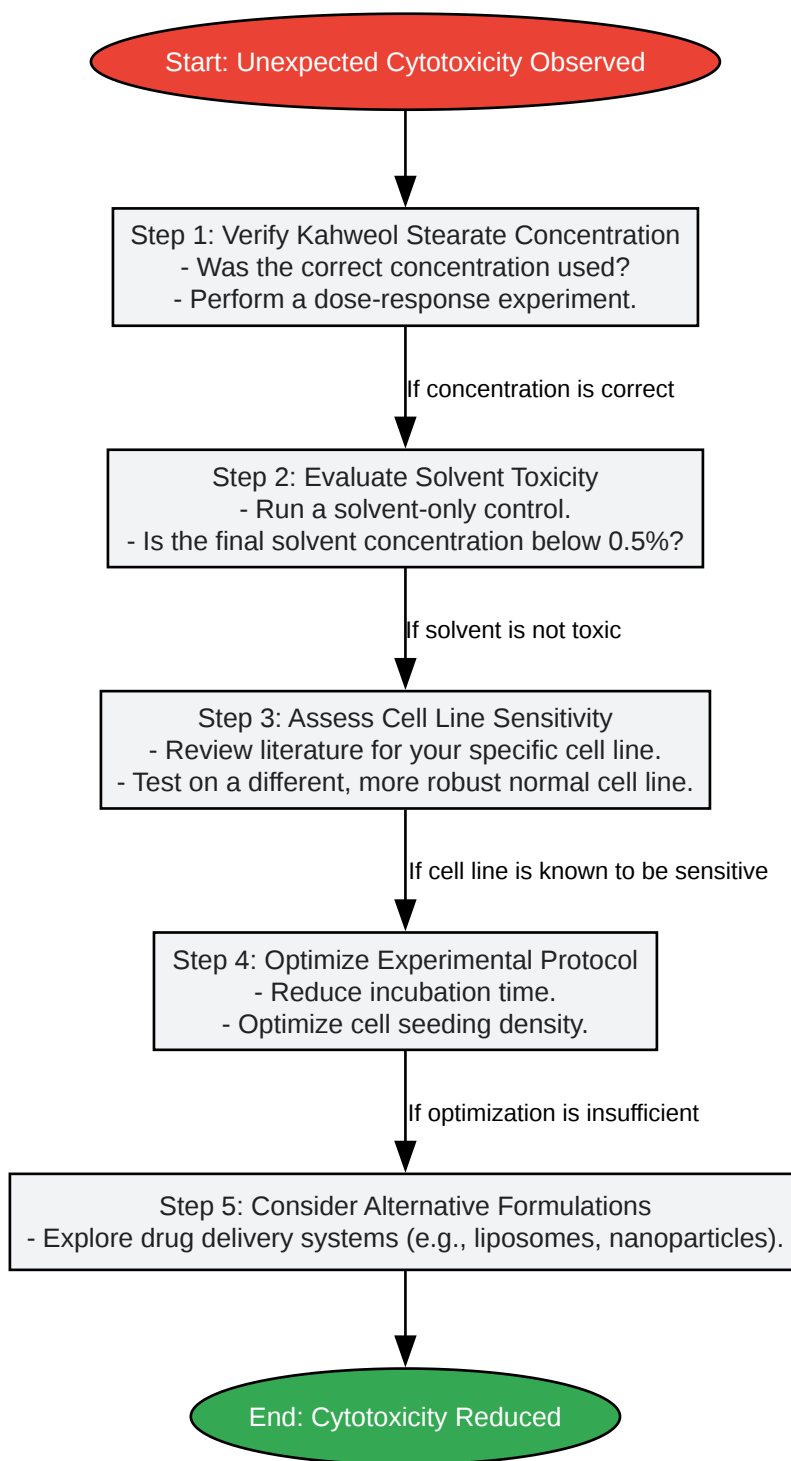 Start: Unexpected Cytotoxicity Observed
Step 1: Verify Kahweol Stearate Concentration
- Was the correct concentration used?
- Perform a dose-response experiment.
If concentration is correct
Step 2: Evaluate Solvent Toxicity
- Run a solvent-only control.
- Is the final solvent concentration below 0.5%?
If solvent is not toxic
Step 3: Assess Cell Line Sensitivity
- Review literature for your specific cell line.
- Test on a different, more robust normal cell line.
If cell line is known to be sensitive
Step 4: Optimize Experimental Protocol
- Reduce incubation time.
- Optimize cell seeding density.
If optimization is insufficient
Step 5: Consider Alternative Formulations
- Explore drug delivery systems (e.g., liposomes, nanoparticles).
End: Cytotoxicity Reduced